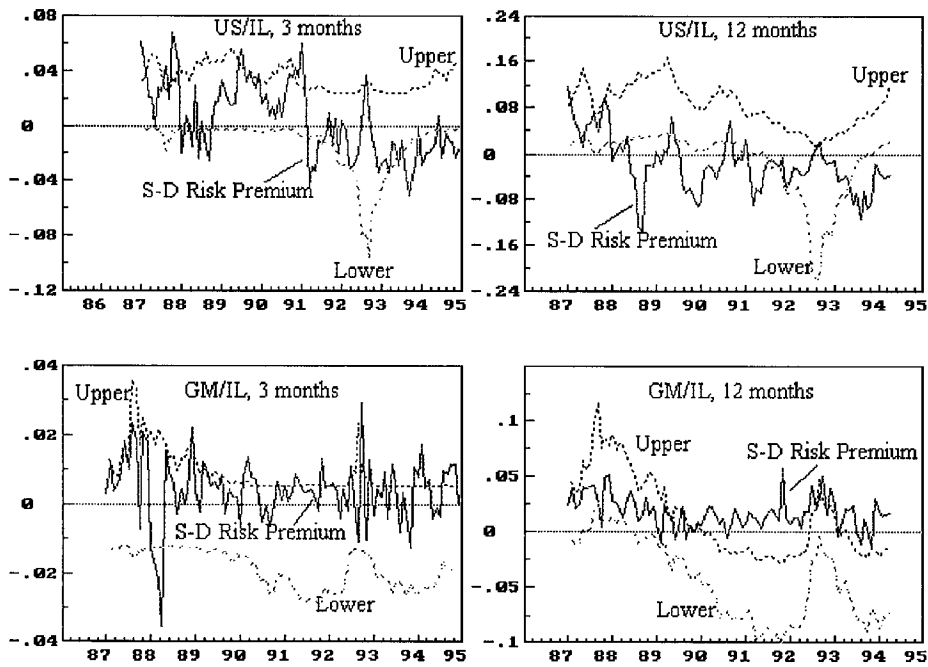 US/IL, 3 months
.08
.04
0
-.04
-.08
-.12
Upper
S-D Risk Premium
Lower
86 87 88 89 90 91 92 93 94 95
US/IL, 12 months
.24
.16
.08
0
-.08
-.16
-.24
Upper
S-D Risk Premium
Lower
87 88 89 90 91 92 93 94 95
GM/IL, 3 months
.04
.02
0
-.02
-.04
Upper
S-D Risk Premium
Lower
87 88 89 90 91 92 93 94 95
GM/IL, 12 months
.1
.05
0
-.05
-.1
Upper
S-D Risk Premium
Lower
87 88 89 90 91 92 93 94 95